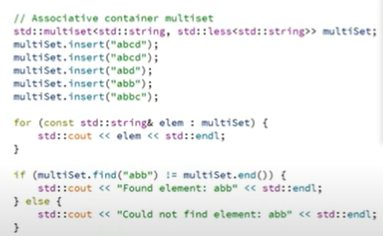 // Associative container multiset
std::multiset<std::string, std::less<std::string>> multiSet;
multiSet.insert("abcd");
multiSet.insert("abcd");
multiSet.insert("abd");
multiSet.insert("abb");
multiSet.insert("abbc");

for (const std::string& elem : multiSet) {
    std::cout << elem << std::endl;
}

if (multiSet.find("abb") != multiSet.end()) {
    std::cout << "Found element: abb" << std::endl;
} else {
    std::cout << "Could not find element: abb" << std::endl;
}